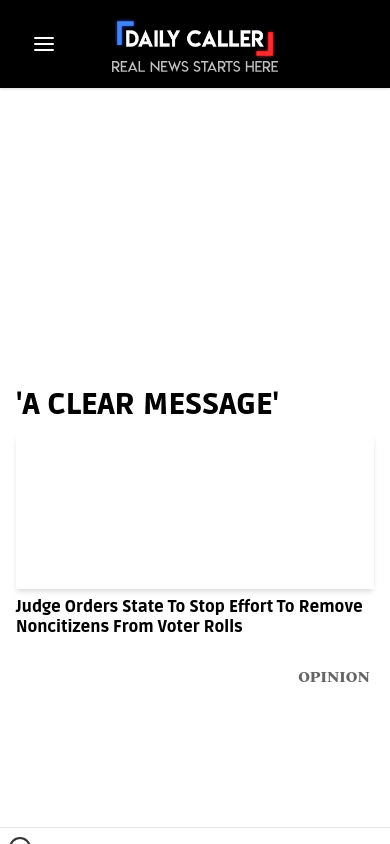 DAILY CALLER
REAL NEWS STARTS HERE
'A CLEAR MESSAGE'
Judge Orders State To Stop Effort To Remove
Noncitizens From Voter Rolls
OPINION